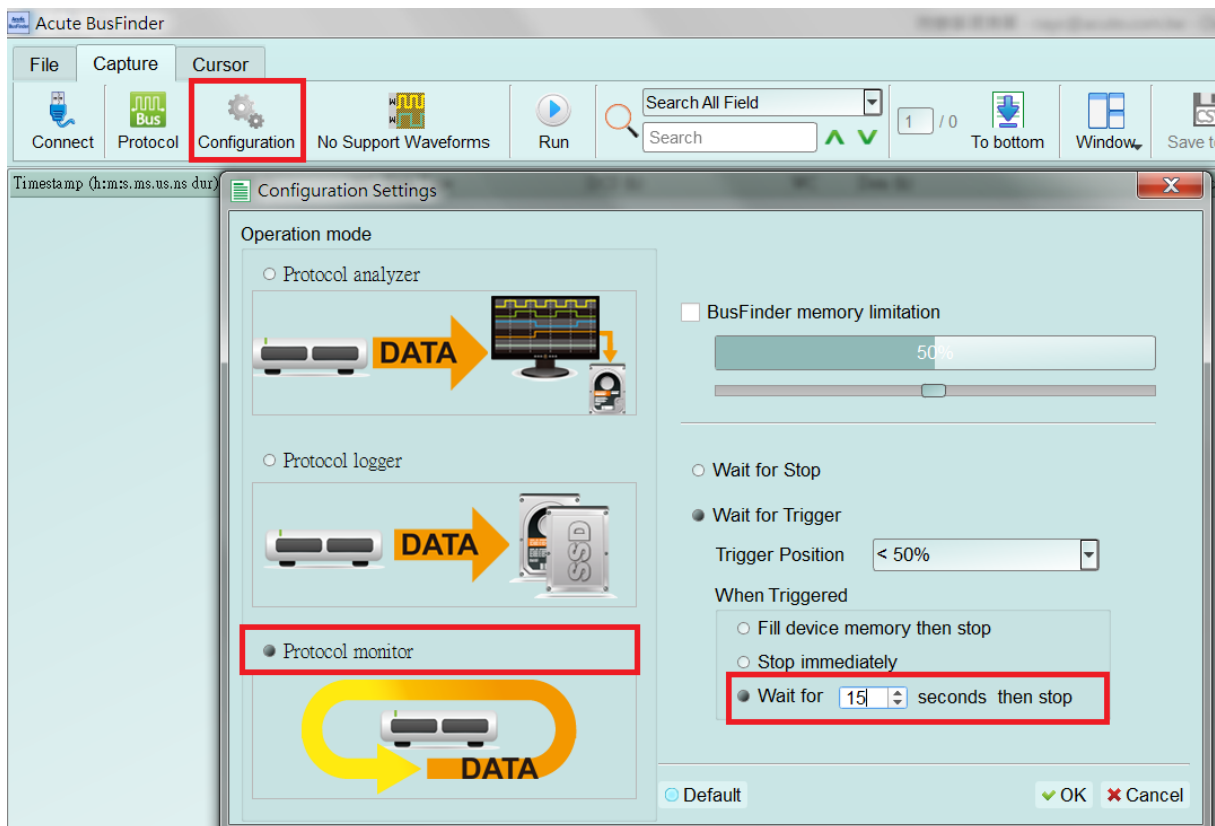 Acute BusFinder
File Capture Cursor
Bus
W
W
Connect Protocol Configuration No Support Waveforms Run
Search All Field
Search
1 / 0
To bottom Window
Timestamp (h:m:s.ms.us.ns dur)
Configuration Settings
X
Operation mode
Protocol analyzer
DATA
BusFinder memory limitation
50%
Protocol logger
DATA
SSD
Wait for Stop
Wait for Trigger
Trigger Position < 50%
When Triggered
Fill device memory then stop
Stop immediately
Wait for 15 seconds then stop
Protocol monitor
DATA
Default
OK Cancel